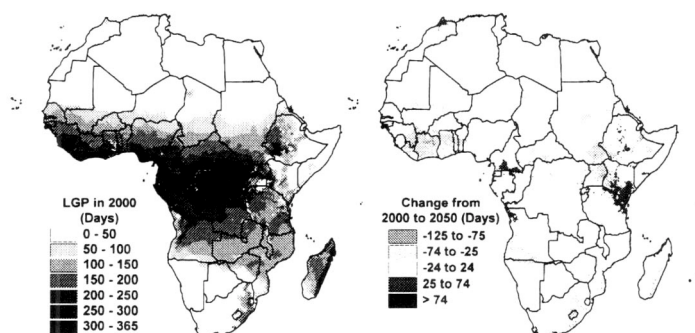 LGP in 2000
(Days)
0 - 50
50 - 100
100 - 150
150 - 200
200 - 250
250 - 300
300 - 365
Change from
2000 to 2050 (Days)
-125 to -75
-74 to -25
-24 to 24
25 to 74
> 74